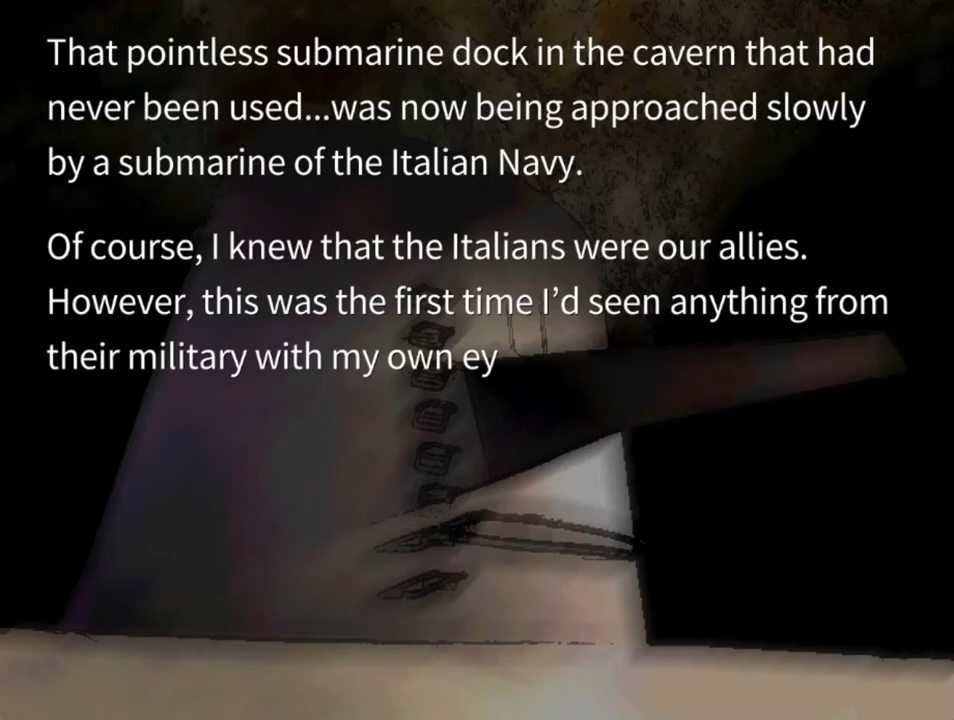 That pointless submarine dock in the cavern that had
never been used...was now being approached slowly
by a submarine of the Italian Navy.
Of course, I knew that the Italians were our allies.
However, this was the first time I’d seen anything from
their military with my own ey